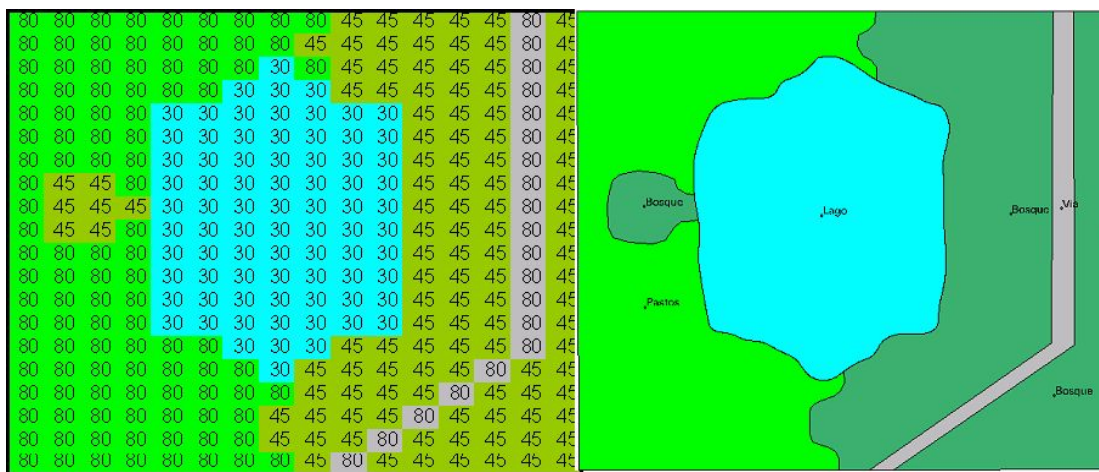 80 80 80 80 80 80 80 80 80 45 45 45 45 45 80 45
80 80 80 80 80 80 80 80 45 45 45 45 45 45 80 45
80 80 80 80 80 80 80 30 80 45 45 45 45 45 80 45
80 80 80 80 80 80 30 30 30 45 45 45 45 45 80 45
80 80 80 80 30 30 30 30 30 30 30 45 45 45 80 45
80 80 80 80 30 30 30 30 30 30 30 45 45 45 80 45
80 80 80 80 30 30 30 30 30 30 30 45 45 45 80 45
80 45 45 80 30 30 30 30 30 30 30 45 45 45 80 45
80 45 45 45 30 30 30 30 30 30 30 45 45 45 80 45
80 45 45 80 30 30 30 30 30 30 30 45 45 45 80 45
80 80 80 80 30 30 30 30 30 30 30 45 45 45 80 45
80 80 80 80 30 30 30 30 30 30 30 45 45 45 80 45
80 80 80 80 30 30 30 30 30 30 30 45 45 45 80 45
80 80 80 80 30 30 30 30 30 30 30 45 45 45 80 45
80 80 80 80 80 80 30 30 30 45 45 45 45 45 80 45
80 80 80 80 80 80 80 30 45 45 45 45 45 80 45 45
80 80 80 80 80 80 80 80 45 45 45 45 80 45 45 45
80 80 80 80 80 80 80 45 45 45 45 80 45 45 45 45
80 80 80 80 80 80 80 45 45 45 80 45 45 45 45 45
80 80 80 80 80 80 80 80 45 80 45 45 45 45 45 45
Bosque
Lago
Bosque
Via
Pastos
Bosque